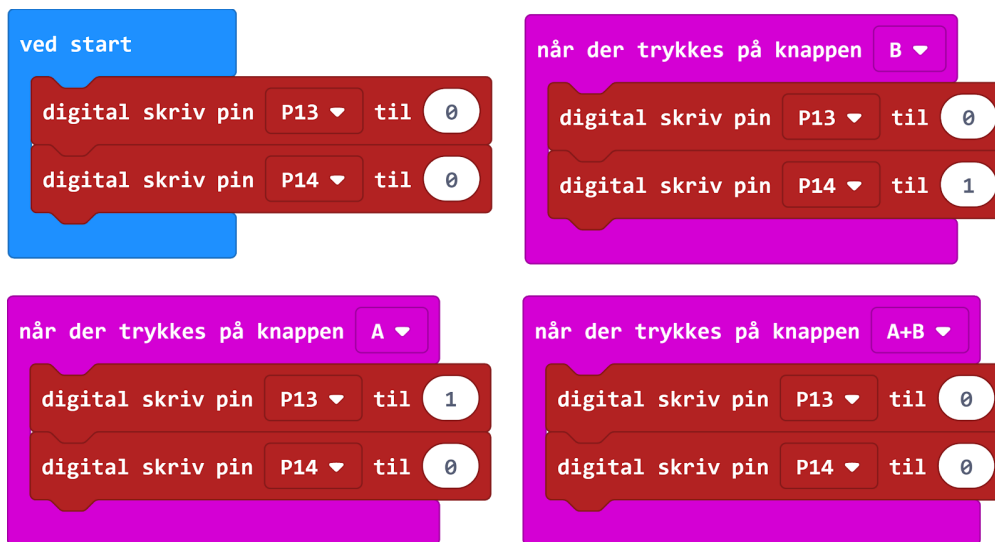 ved start
digital skriv pin P13 til 0
digital skriv pin P14 til 0
når der trykkes på knappen B
digital skriv pin P13 til 0
digital skriv pin P14 til 1
når der trykkes på knappen A
digital skriv pin P13 til 1
digital skriv pin P14 til 0
når der trykkes på knappen A+B
digital skriv pin P13 til 0
digital skriv pin P14 til 0